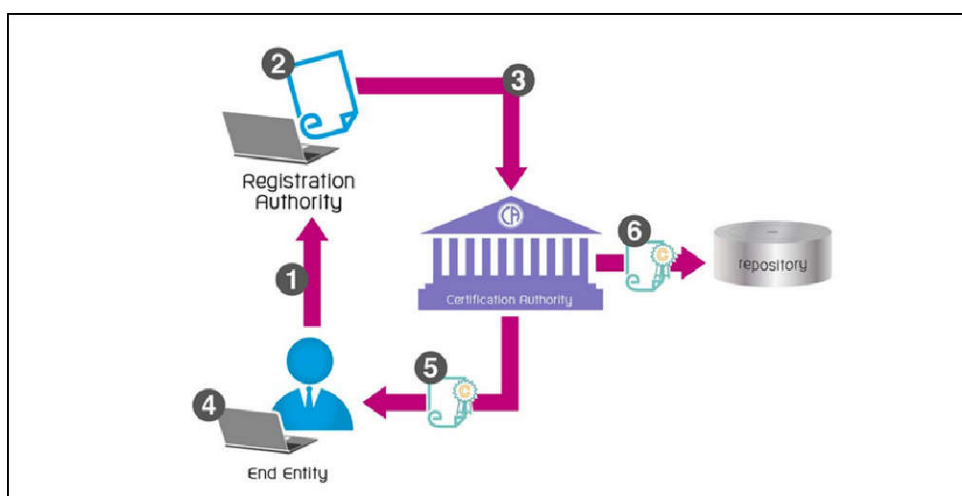 2
3
Registration
Authority
CA
6
repository
1
Certification Authority
C
5
C
4
End Entity